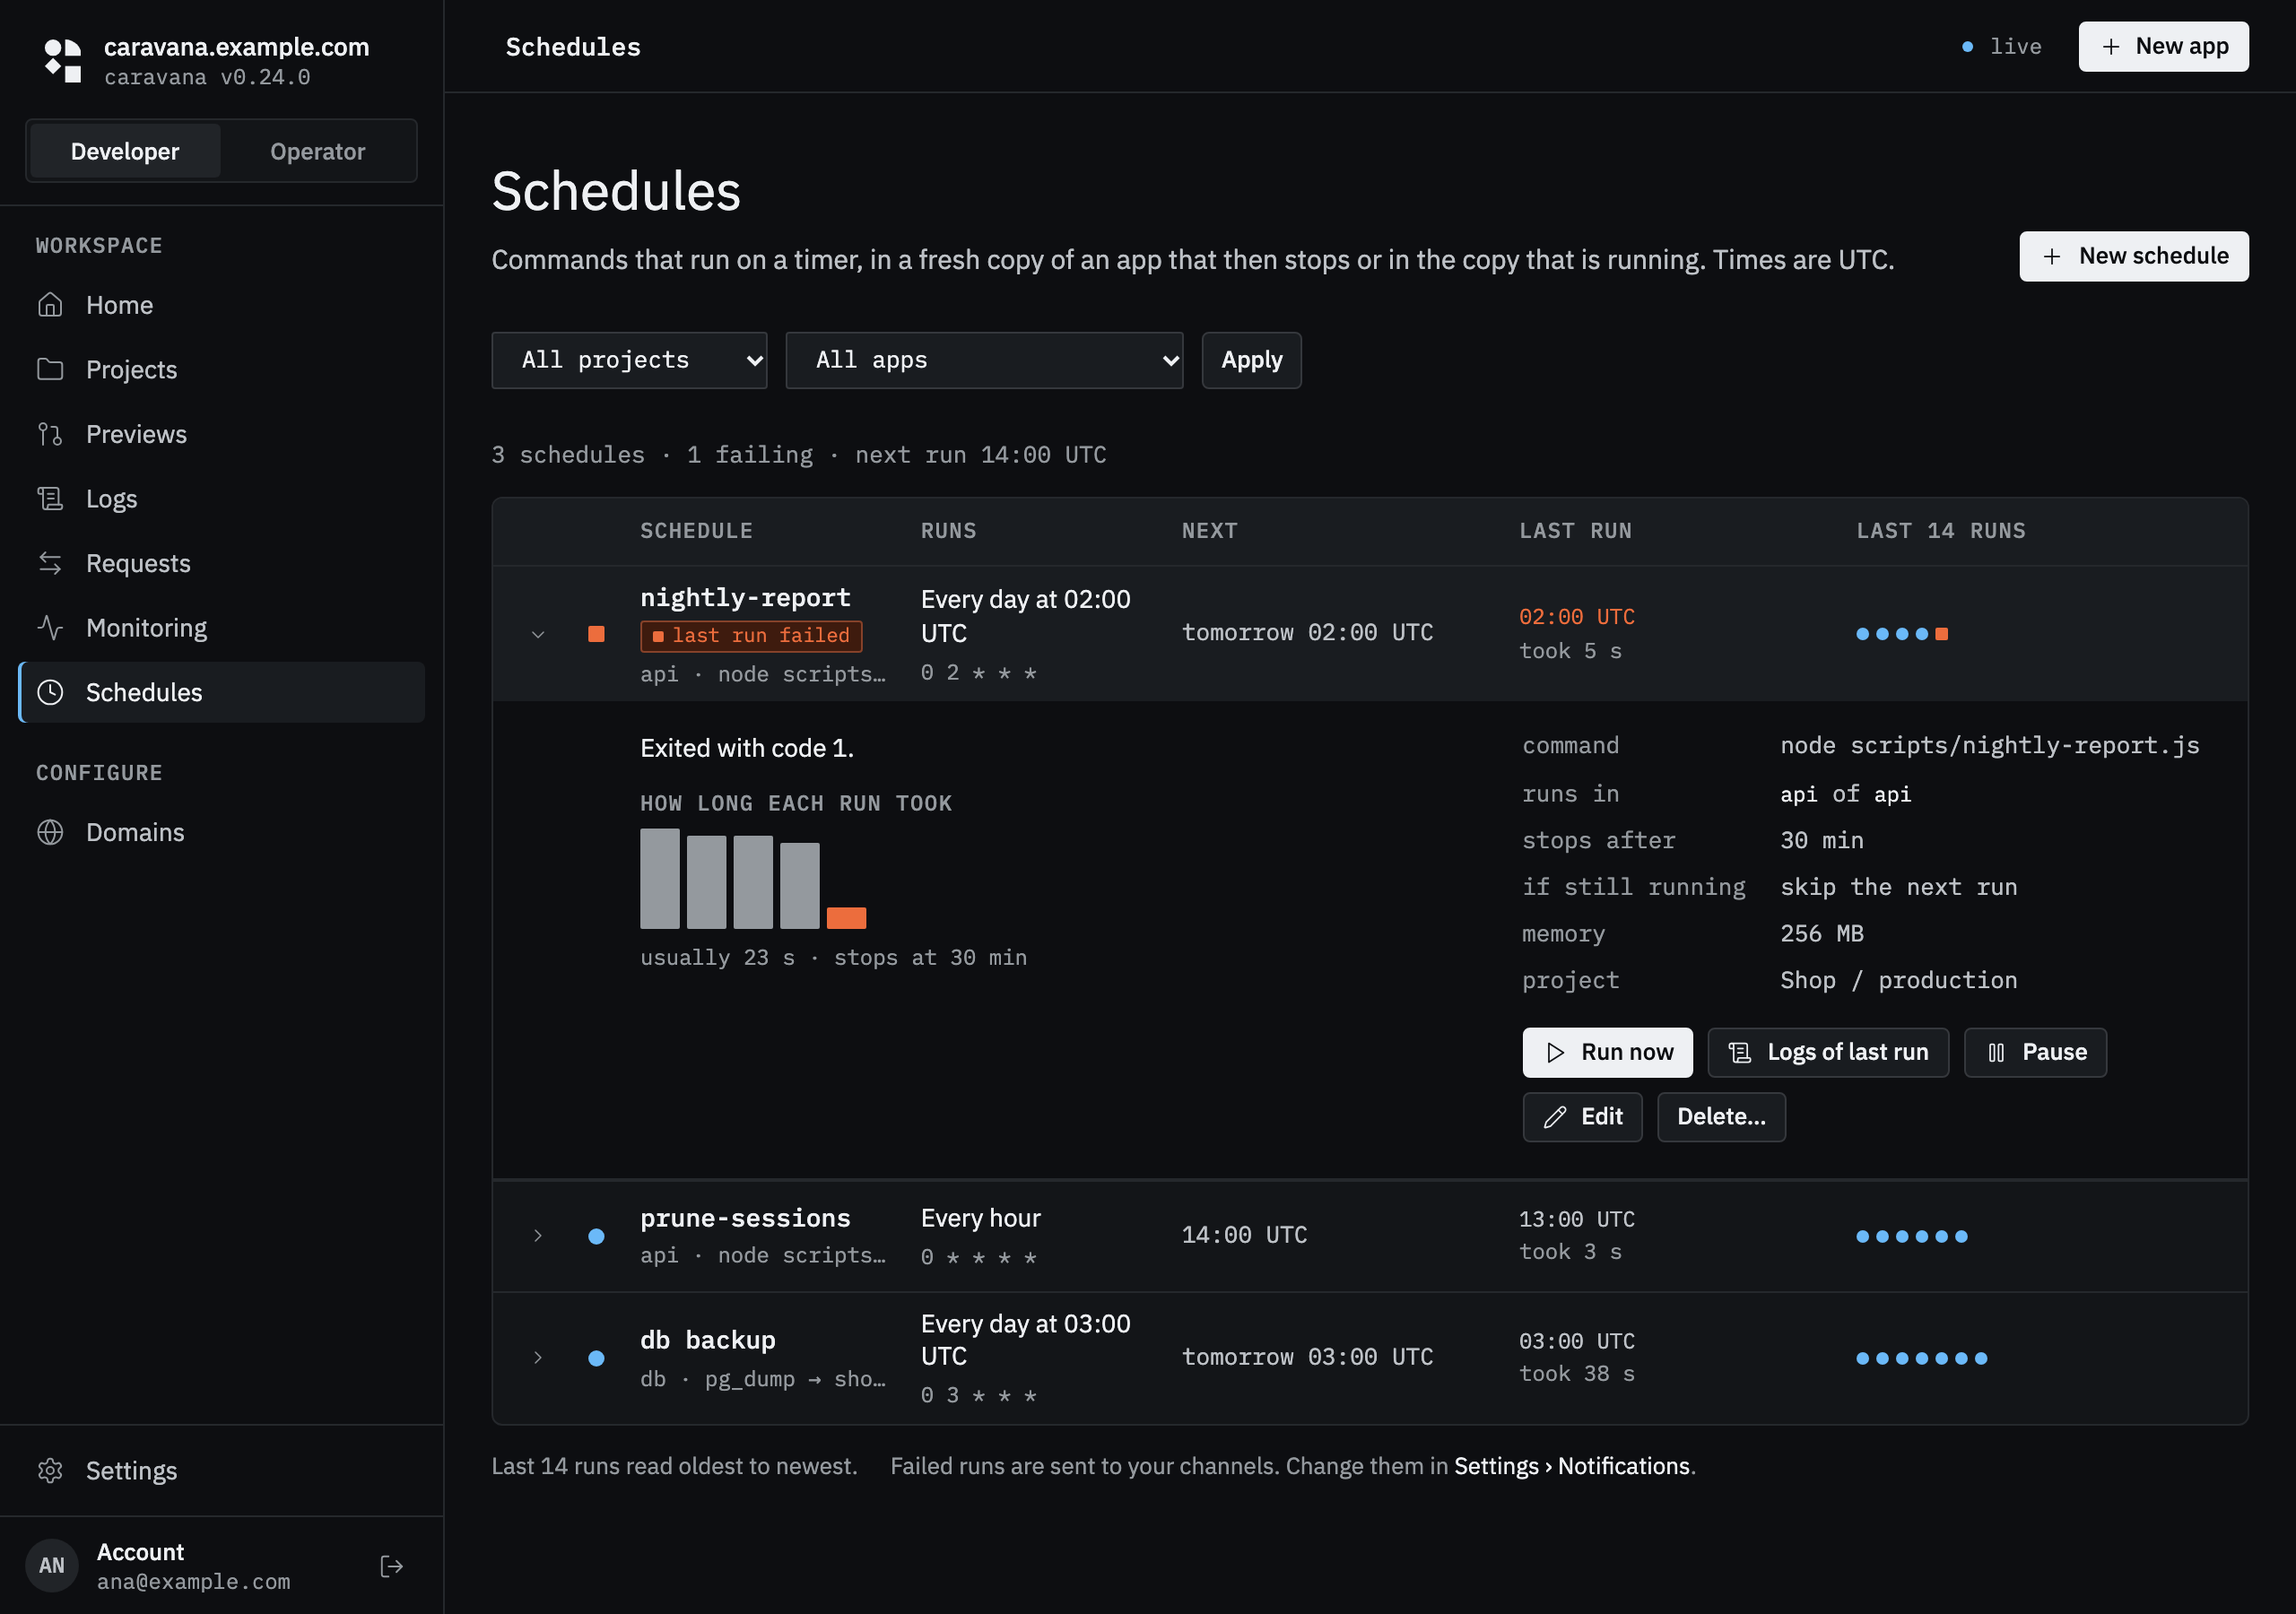 caravana.example.com
caravana v0.24.0
Developer
Operator
WORKSPACE
Home
Projects
Previews
Logs
Requests
Monitoring
Schedules
CONFIGURE
Domains
Settings
AN
Account
ana@example.com
Schedules
live
New app
Schedules
Commands that run on a timer, in a fresh copy of an app that then stops or in the copy that is running. Times are UTC.
New schedule
All projects
All apps
Apply
3 schedules · 1 failing · next run 14:00 UTC
SCHEDULE
RUNS
NEXT
LAST RUN
LAST 14 RUNS
nightly-report
last run failed
api · node scripts…
Every day at 02:00
UTC
0 2 * * *
tomorrow 02:00 UTC
02:00 UTC
took 5 s
Exited with code 1.
HOW LONG EACH RUN TOOK
usually 23 s · stops at 30 min
command node scripts/nightly-report.js
runs in api of api
stops after 30 min
if still running skip the next run
memory 256 MB
project Shop / production
Run now
Logs of last run
Pause
Edit
Delete…
prune-sessions
api · node scripts…
Every hour
0 * * * *
14:00 UTC
13:00 UTC
took 3 s
db backup
db · pg_dump → sho…
Every day at 03:00
UTC
0 3 * * *
tomorrow 03:00 UTC
03:00 UTC
took 38 s
Last 14 runs read oldest to newest. Failed runs are sent to your channels. Change them in Settings › Notifications.